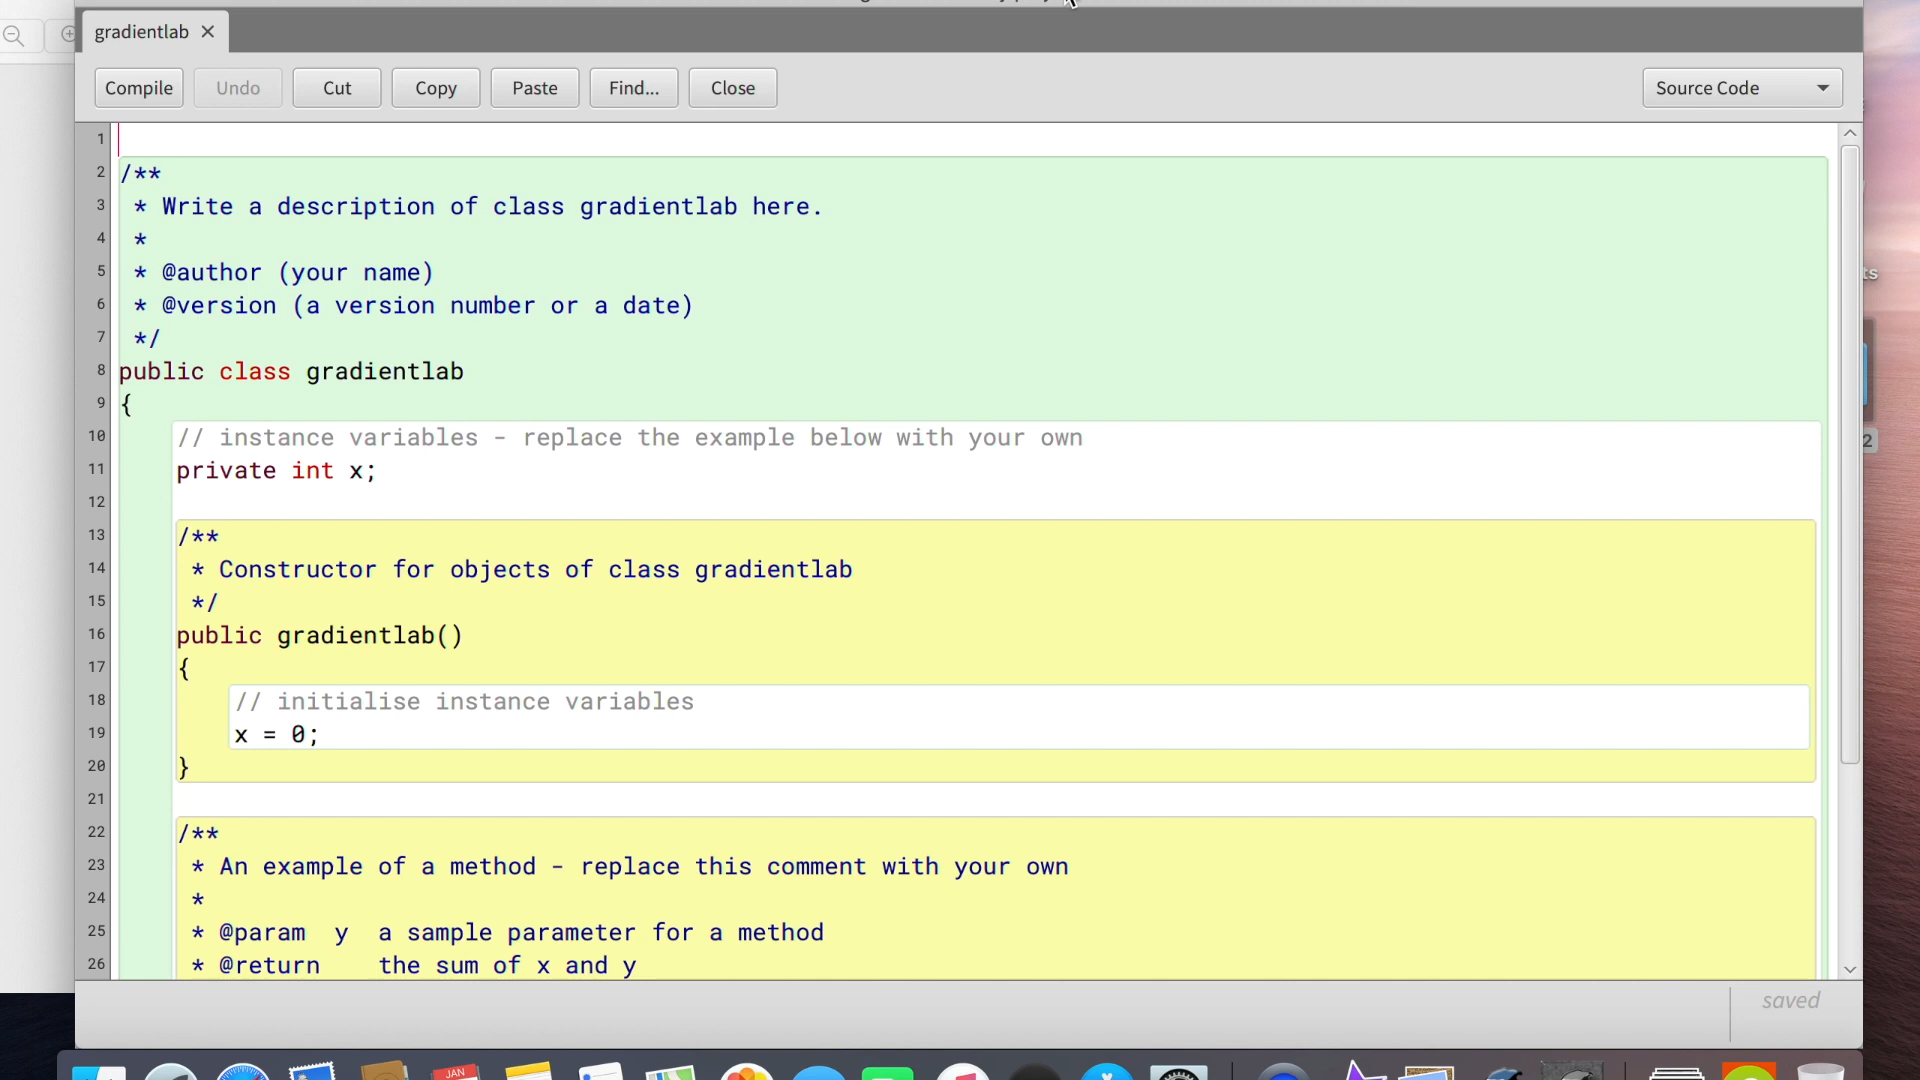 gradientlab ×
Compile Undo Cut Copy Paste Find... Close Source Code
1
2 /**
3 * Write a description of class gradientlab here.
4 *
5 * @author (your name)
6 * @version (a version number or a date)
7 */
8 public class gradientlab
9 {
10 // instance variables - replace the example below with your own
11 private int x;
12
13 /**
14 * Constructor for objects of class gradientlab
15 */
16 public gradientlab()
17 {
18 // initialise instance variables
19 x = 0;
20 }
21
22 /**
23 * An example of a method - replace this comment with your own
24 *
25 * @param y a sample parameter for a method
26 * @return the sum of x and y
ts
2
saved
JAN